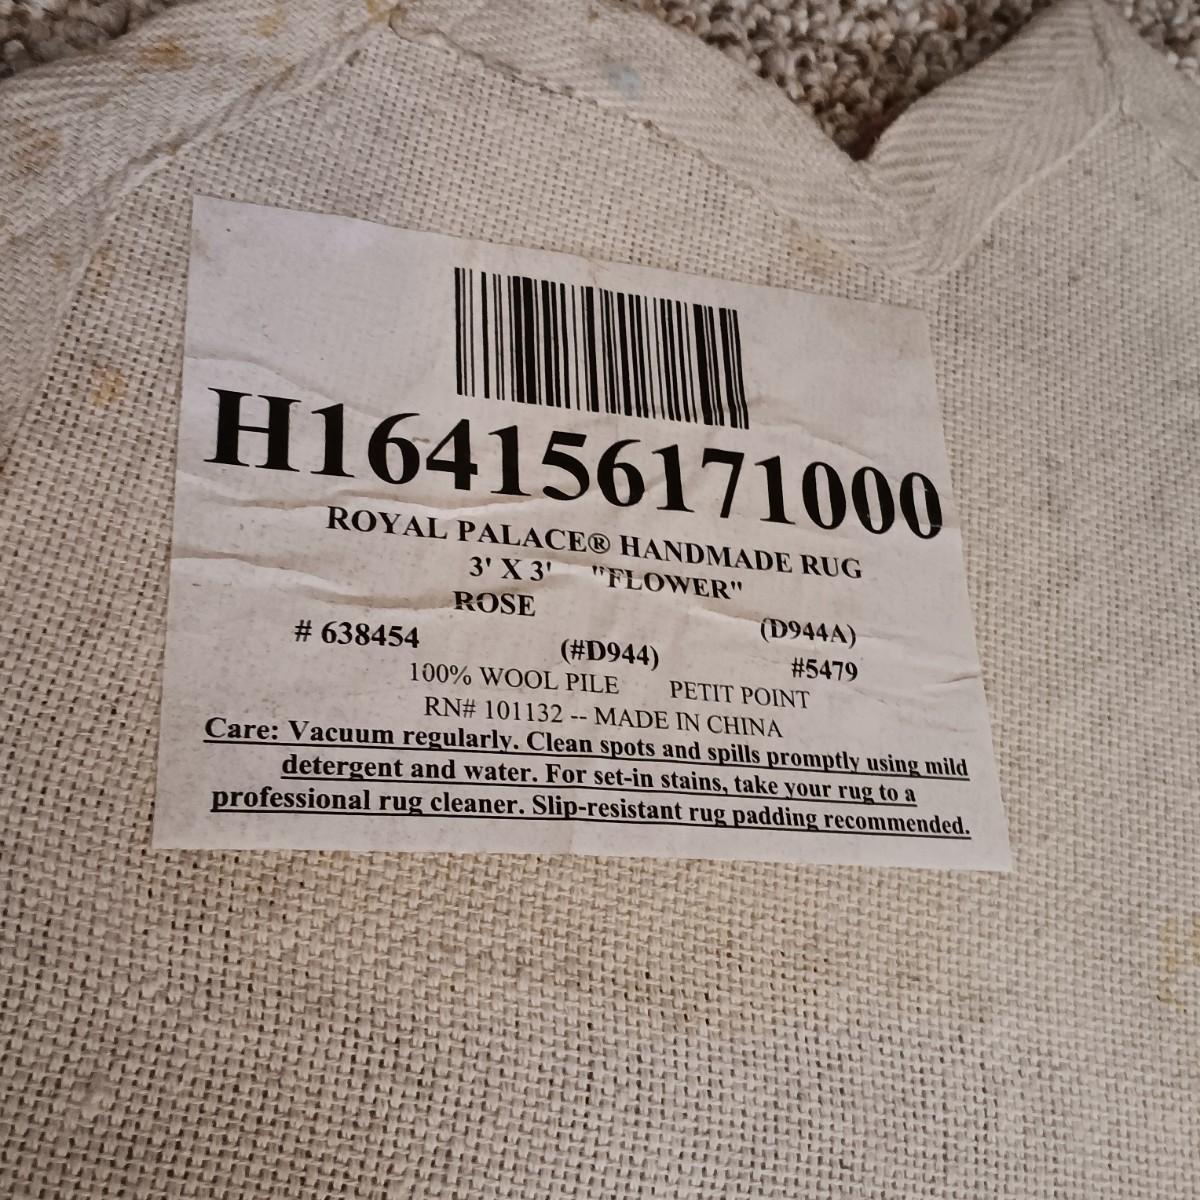 H164156171000
ROYAL PALACE® HANDMADE RUG
3' X 3' "FLOWER"
ROSE (D944A)
# 638454 (#D944) #5479
100% WOOL PILE PETIT POINT
RN# 101132 -- MADE IN CHINA
Care: Vacuum regularly. Clean spots and spills promptly using mild
detergent and water. For set-in stains, take your rug to a
professional rug cleaner. Slip-resistant rug padding recommended.